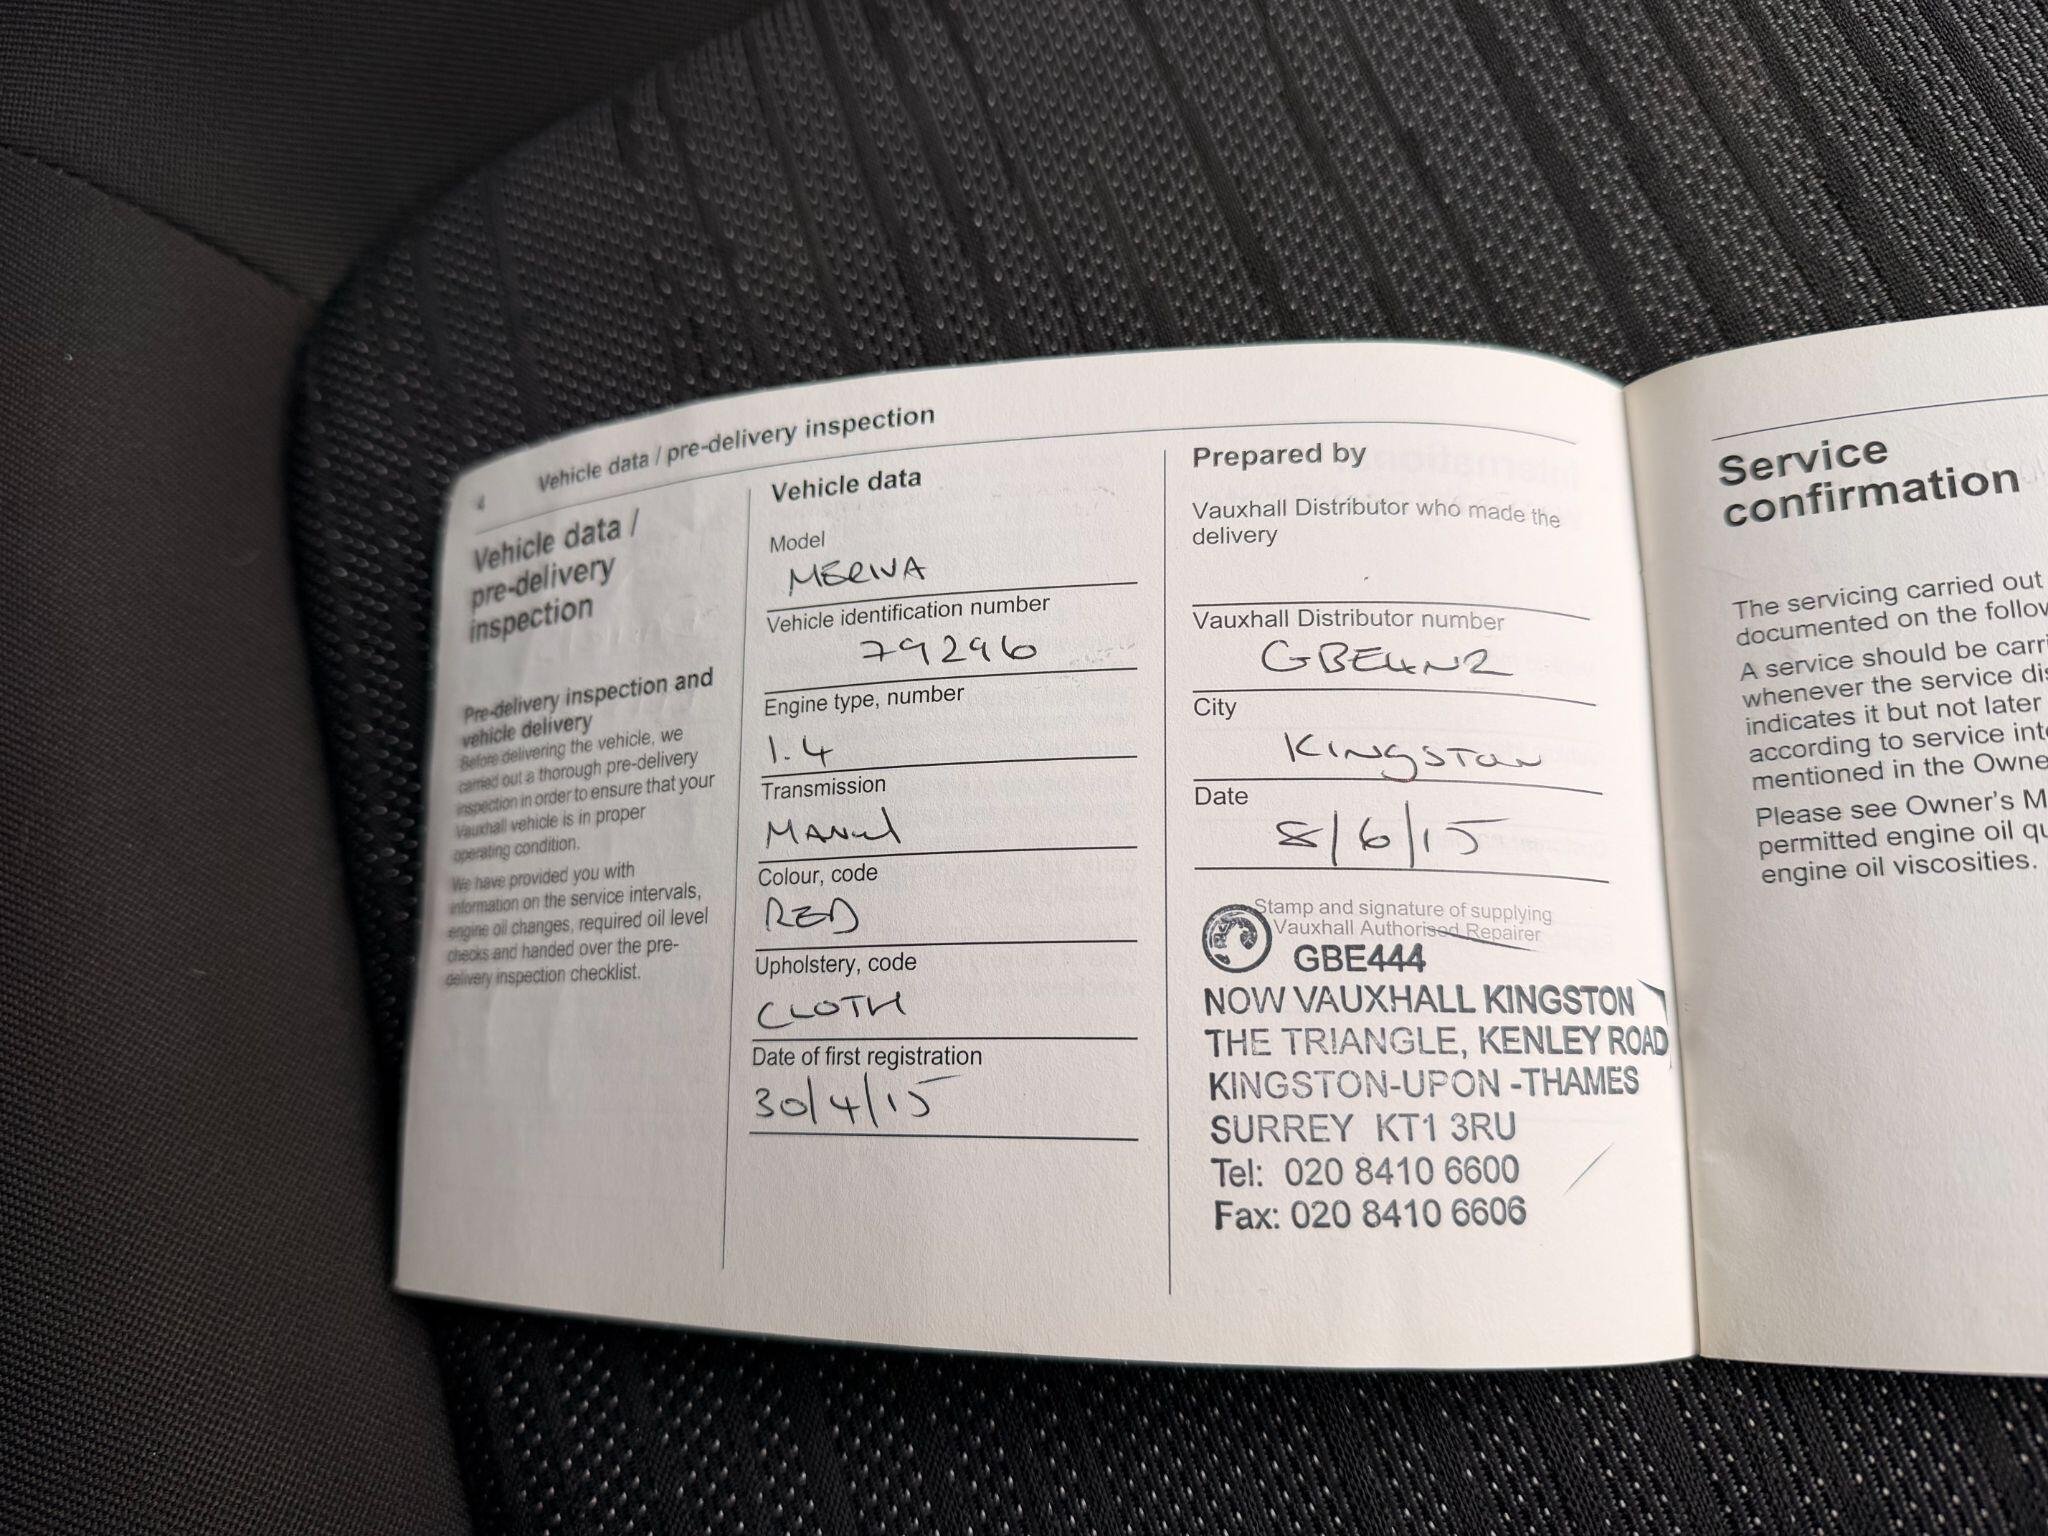 4 Vehicle data / pre-delivery inspection
Vehicle data /
pre-delivery
inspection
Pre-delivery inspection and
vehicle delivery
Before delivering the vehicle, we
carried out a thorough pre-delivery
inspection in order to ensure that your
Vauxhall vehicle is in proper
operating condition.
We have provided you with
information on the service intervals,
engine oil changes, required oil level
checks and handed over the pre-
delivery inspection checklist.
Vehicle data
Model
MERIVA
Vehicle identification number
79296
Engine type, number
1.4
Transmission
MANUAL
Colour, code
RED
Upholstery, code
CLOTH
Date of first registration
30/4/15
Prepared by
Vauxhall Distributor who made the
delivery
Vauxhall Distributor number
City
KINGSTON
Date
8/6/15
Stamp and signature of supplying
Vauxhall Authorised Repairer
GBE444
NOW VAUXHALL KINGSTON
THE TRIANGLE, KENLEY ROAD
KINGSTON-UPON -THAMES
SURREY KT1 3RU
Tel: 020 8410 6600
Fax: 020 8410 6606
Service
confirmation
The servicing carried out
documented on the follow
A service should be carri
whenever the service dis
indicates it but not later
according to service inte
mentioned in the Owne
Please see Owner's M
permitted engine oil qu
engine oil viscosities.